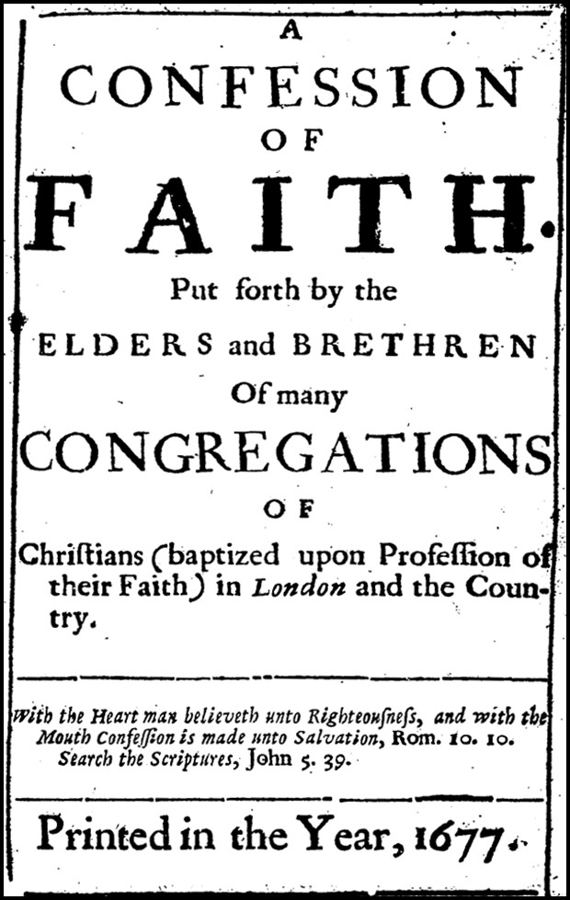 A
CONFESSION
OF
FAITH.
Put forth by the
ELDERS and BRETHREN
Of many
CONGREGATIONS
OF
Chriſtians (baptized upon Profeſſion of
their Faith) in London and the Coun-
try.
With the Heart man believeth unto Righteouſneſs, and with the
Mouth Confeſſion is made unto Salvation, Rom. 10. 10.
Search the Scriptures, John 5. 39.
Printed in the Year, 1677.